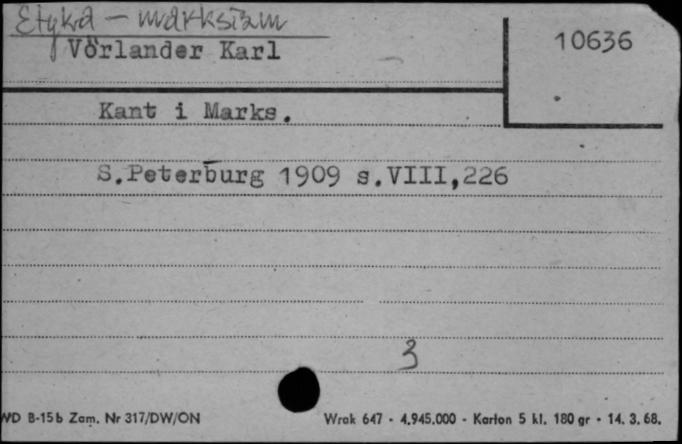 Etyka - marksizm
Vörlander Karl
10636
Kant i Marks.
S.Peterburg 1909 s.VIII,226
3
WD B-15b Zam. Nr 317/DW/ON
Wrak 647 - 4.945.000 - Karton 5 kl. 180 gr - 14. 3. 68.